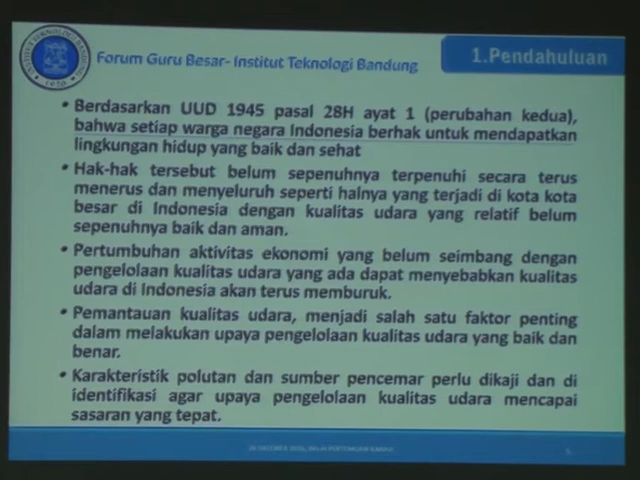 Forum Guru Besar- Institut Teknologi Bandung
1.Pendahuluan
• Berdasarkan UUD 1945 pasal 28H ayat 1 (perubahan kedua),
bahwa setiap warga negara Indonesia berhak untuk mendapatkan
lingkungan hidup yang baik dan sehat
• Hak-hak tersebut belum sepenuhnya terpenuhi secara terus
menerus dan menyeluruh seperti halnya yang terjadi di kota kota
besar di Indonesia dengan kualitas udara yang relatif belum
sepenuhnya baik dan aman.
• Pertumbuhan aktivitas ekonomi yang belum seimbang dengan
pengelolaan kualitas udara yang ada dapat menyebabkan kualitas
udara di Indonesia akan terus memburuk.
• Pemantauan kualitas udara, menjadi salah satu faktor penting
dalam melakukan upaya pengelolaan kualitas udara yang baik dan
benar.
• Karakteristik polutan dan sumber pencemar perlu dikaji dan di
identifikasi agar upaya pengelolaan kualitas udara mencapai
sasaran yang tepat.